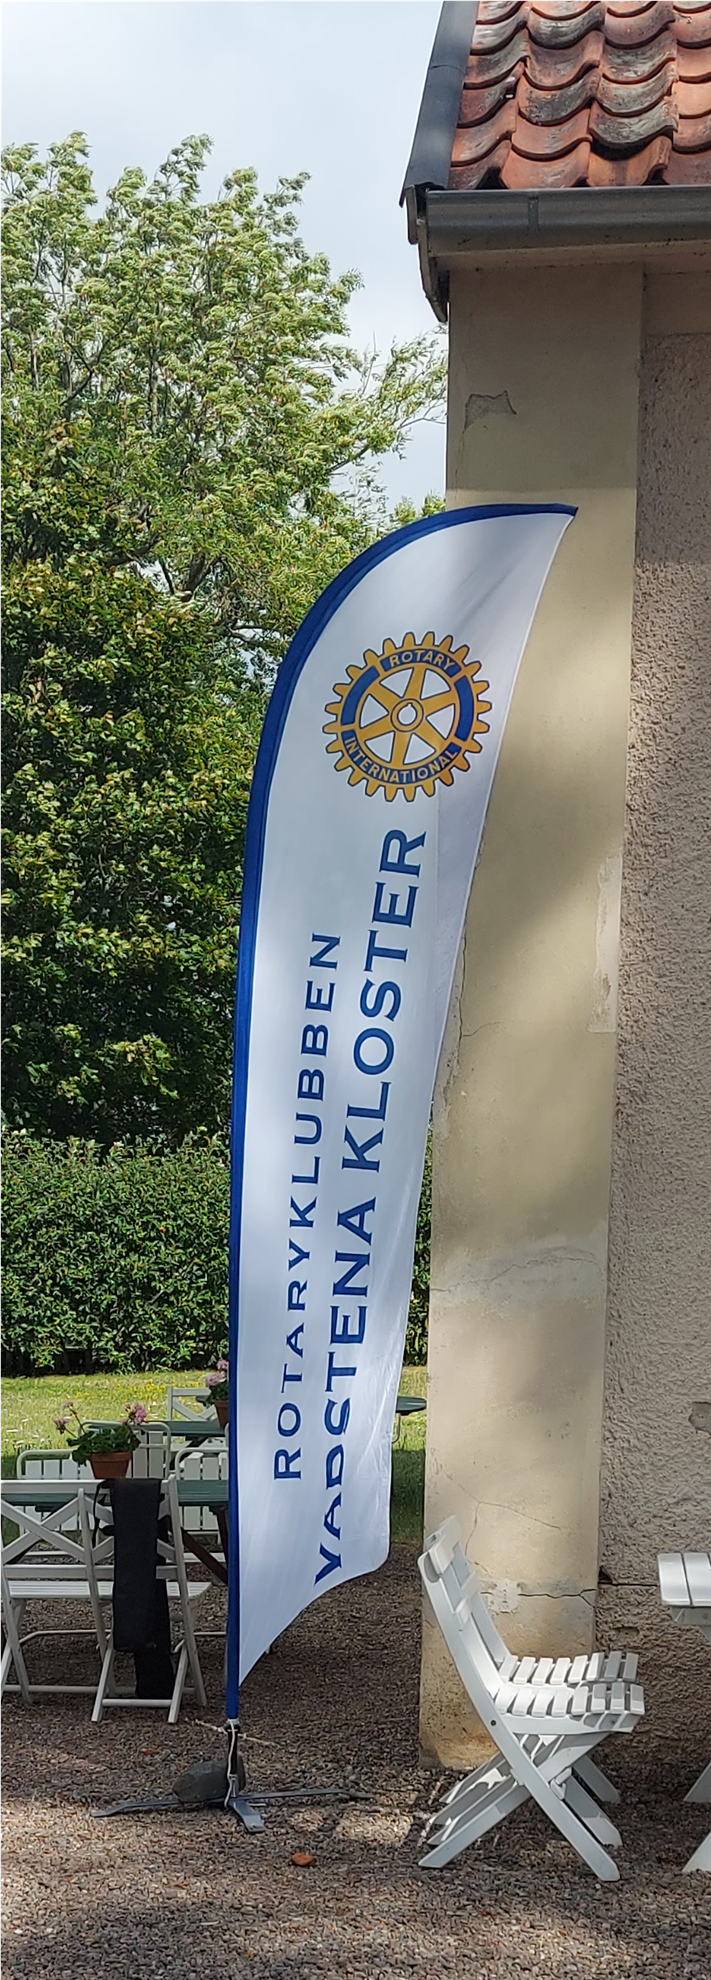 ROTARY
INTERNATIONAL
ROTARYKLUBBEN
VADSTENA KLOSTER